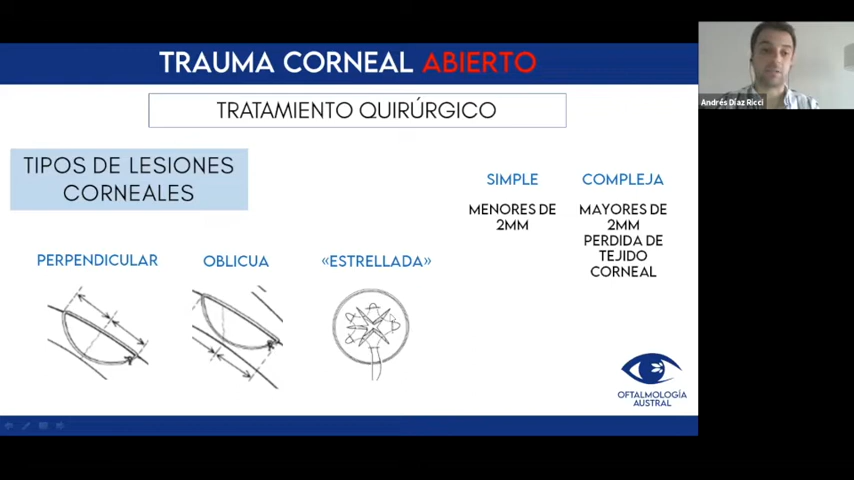 TRAUMA CORNEAL ABIERTO
TRATAMIENTO QUIRÚRGICO
TIPOS DE LESIONES
CORNEALES
PERPENDICULAR
OBLICUA
«ESTRELLADA»
SIMPLE
MENORES DE
2MM
COMPLEJA
MAYORES DE
2MM
PERDIDA DE
TEJIDO
CORNEAL
OFTALMOLOGÍA
AUSTRAL
Andrés Díaz Ricci